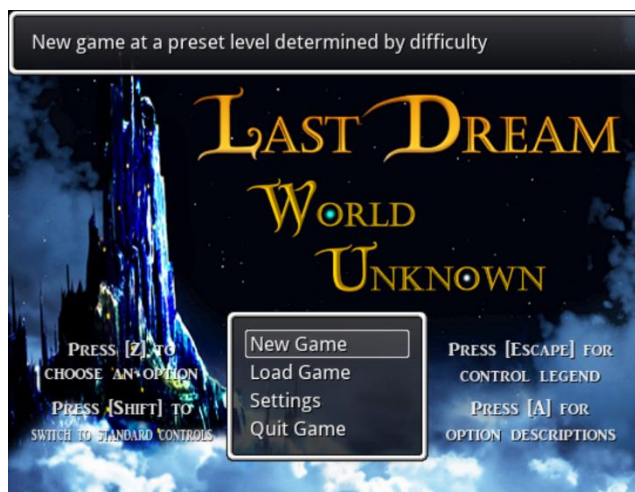 New game at a preset level determined by difficulty
LAST DREAM
WORLD
UNKNOWN
PRESS [Z] TO
CHOOSE AN OPTION
PRESS [SHIFT] TO
SWITCH TO STANDARD CONTROLS
New Game
Load Game
Settings
Quit Game
PRESS [ESCAPE] FOR
CONTROL LEGEND
PRESS [A] FOR
OPTION DESCRIPTIONS